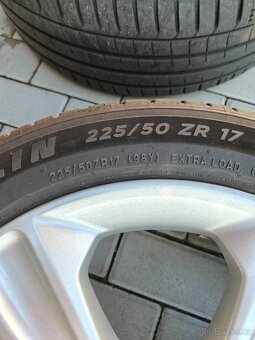 LIN 225/50 ZR 17
225/50ZR17 (98Y) EXTRA LOAD